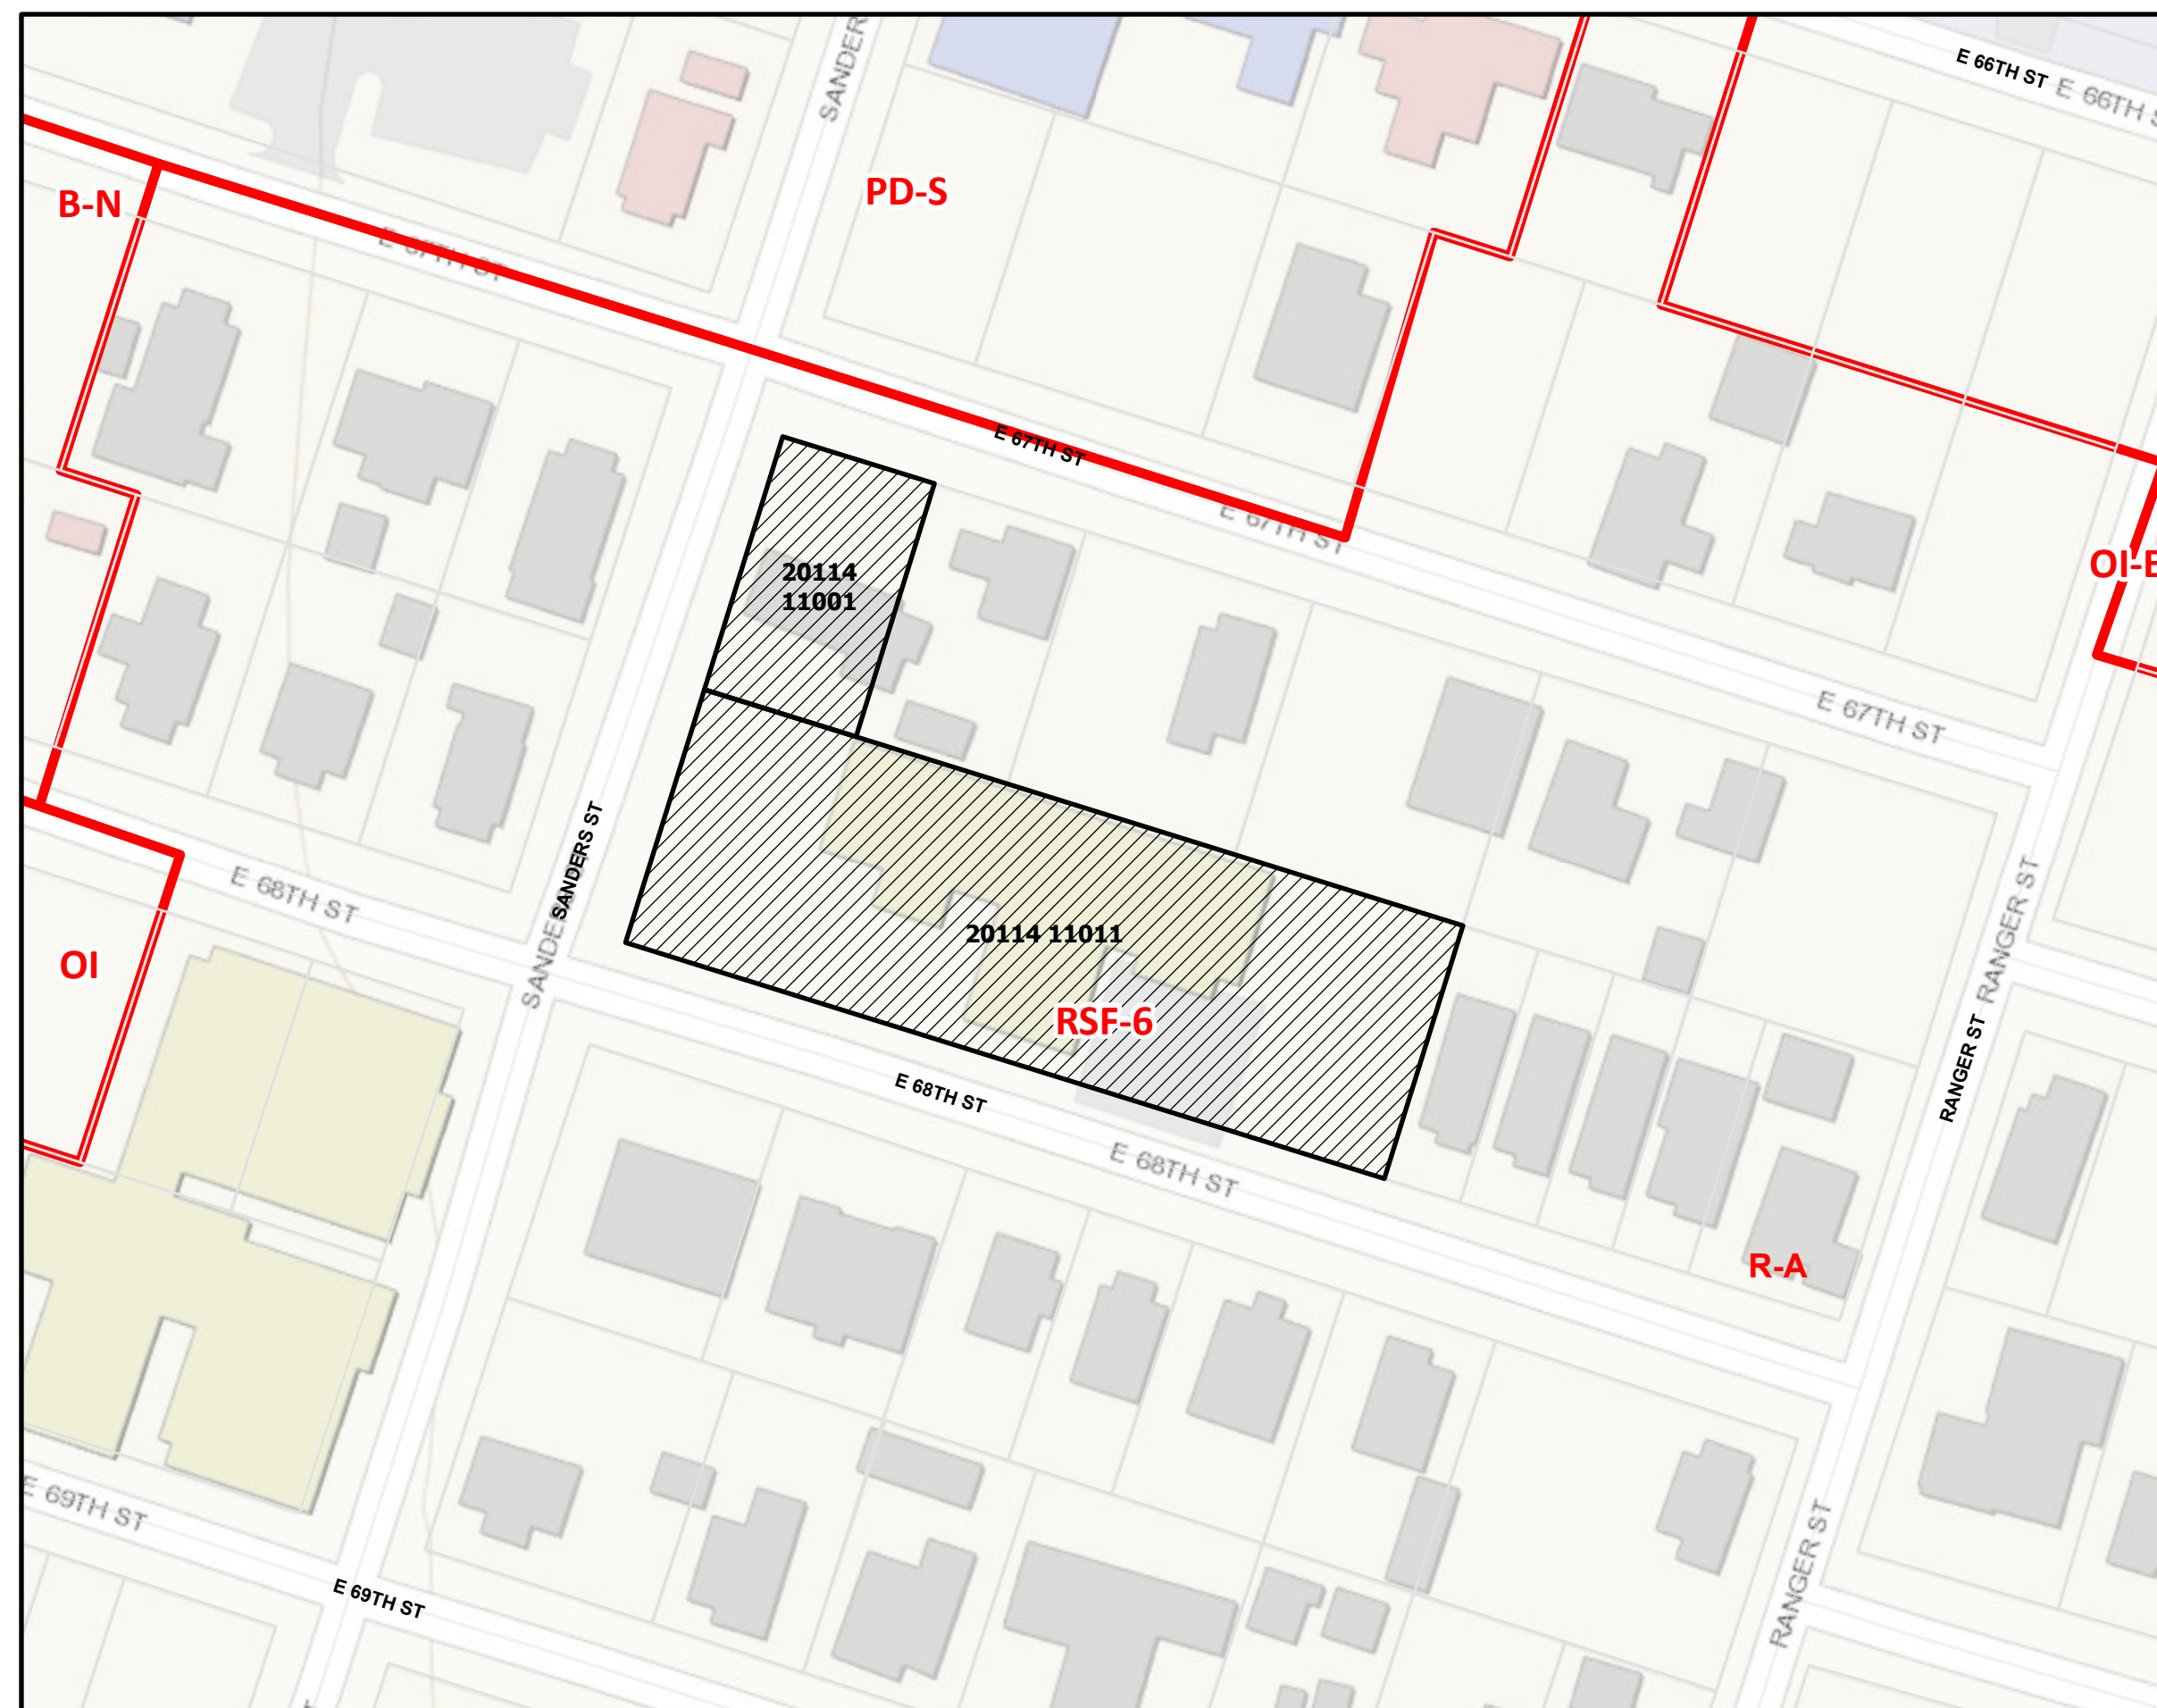 SANDER
E 66TH ST
E 66TH S
B-N
PD-S
E 67TH ST
E 67TH ST
E 67TH ST
OI-E
20114
11001
E 67TH ST
SANDERS ST
E 68TH ST
RANGER ST
SANDERS
20114 11011
OI
RSF-6
RANGER ST
E 68TH ST
E 68TH ST
R-A
E 69TH ST
RANGER ST
E 69TH ST